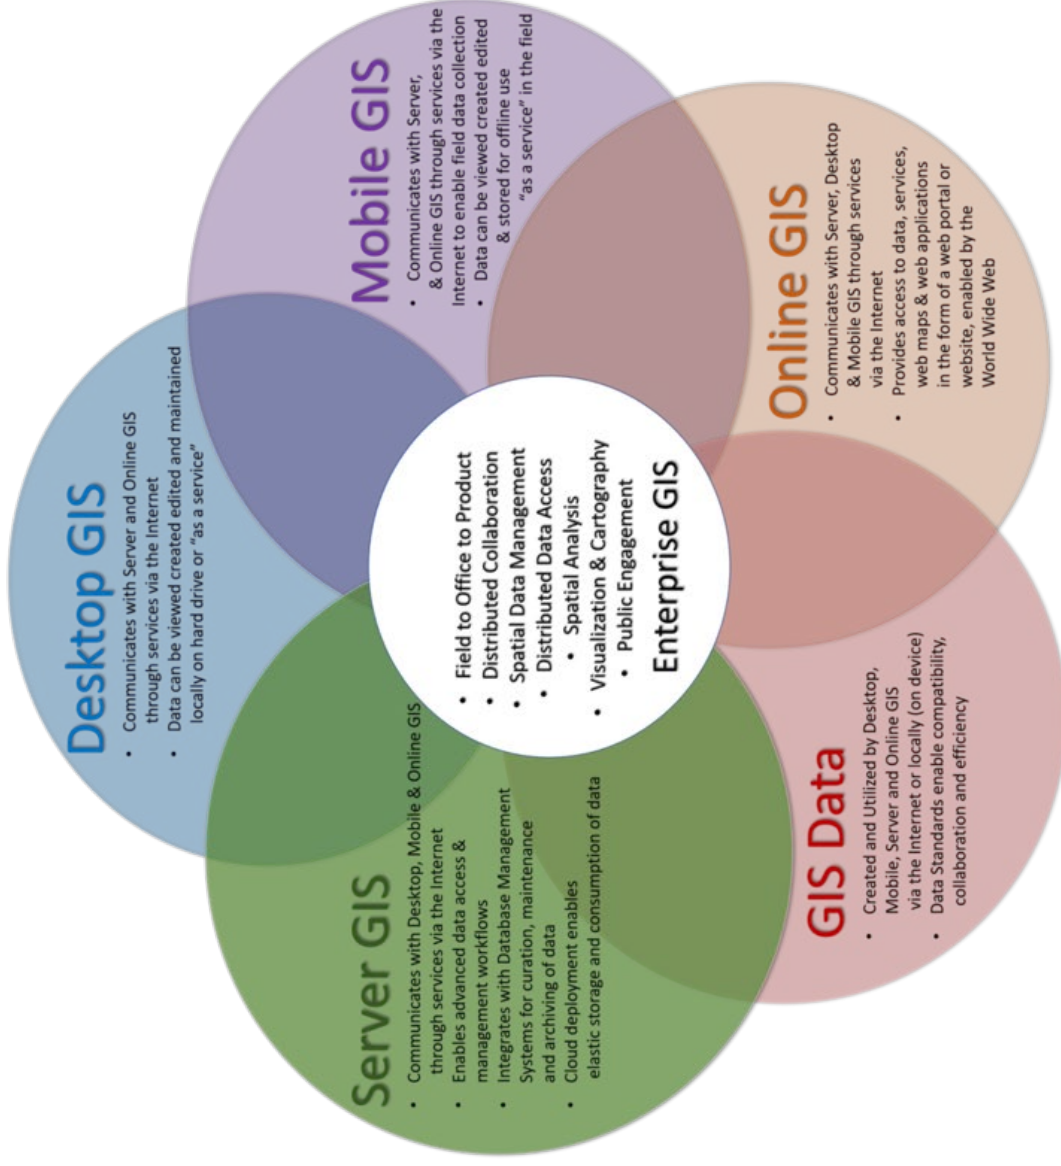 Desktop GIS
• Communicates with Server and Online GIS
through services via the Internet
• Data can be viewed created edited and maintained
locally on hard drive or "as a service"
Mobile GIS
• Communicates with Server,
& Online GIS through services via the
Internet to enable field data collection
• Data can be viewed created edited
& stored for offline use
"as a service" in the field
Server GIS
• Communicates with Desktop, Mobile & Online GIS
through services via the Internet
• Enables advanced data access &
management workflows
• Integrates with Database Management
Systems for curation, maintenance
and archiving of data
• Cloud deployment enables
elastic storage and consumption of data
• Field to Office to Product
• Distributed Collaboration
• Spatial Data Management
• Distributed Data Access
• Spatial Analysis
• Visualization & Cartography
• Public Engagement
Enterprise GIS
Online GIS
• Communicates with Server, Desktop
& Mobile GIS through services
via the Internet
• Provides access to data, services,
web maps & web applications
in the form of a web portal or
website, enabled by the
World Wide Web
GIS Data
• Created and Utilized by Desktop,
Mobile, Server and Online GIS
via the Internet or locally (on device)
• Data Standards enable compatibility,
collaboration and efficiency